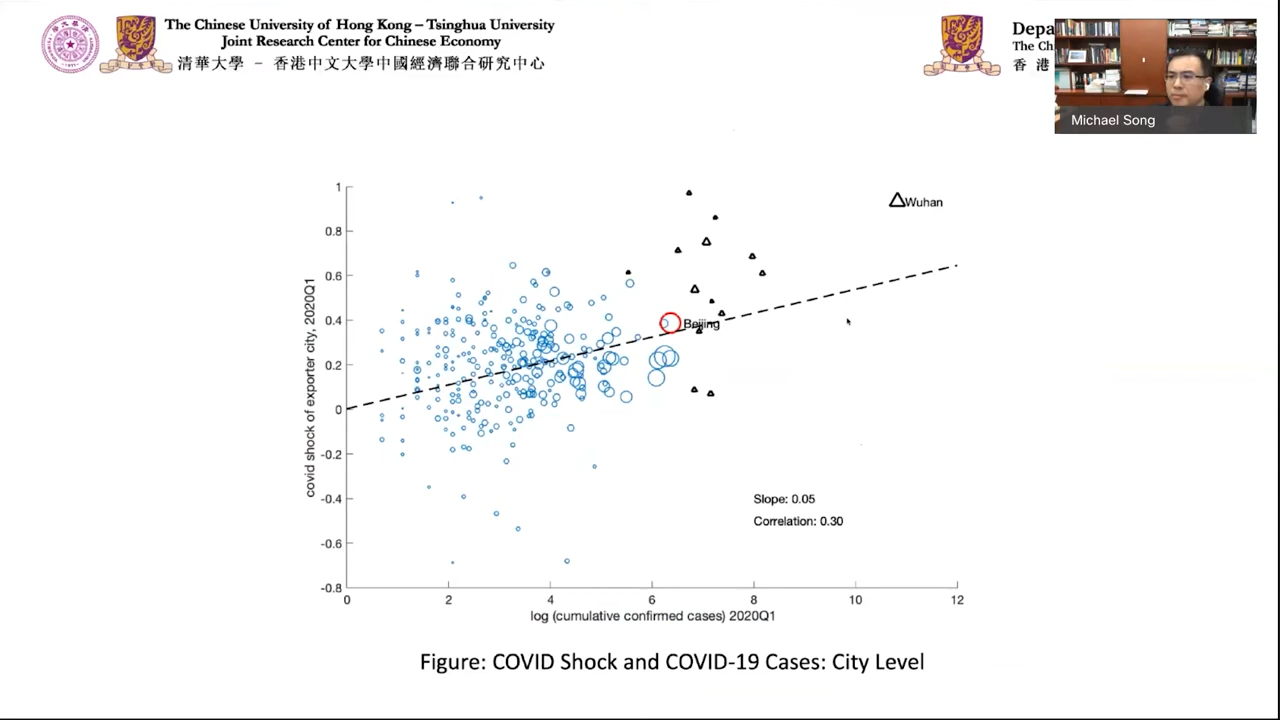 The Chinese University of Hong Kong – Tsinghua University
Joint Research Center for Chinese Economy
清華大學 – 香港中文大學中國經濟聯合研究中心
Depa
The Ch
香 港
Michael Song
covid shock of exporter city, 2020Q1
1
0.8
0.6
0.4
0.2
0
-0.2
-0.4
-0.6
-0.8
Wuhan
Beijing
Slope: 0.05
Correlation: 0.30
0 2 4 6 8 10 12
log (cumulative confirmed cases) 2020Q1
Figure: COVID Shock and COVID-19 Cases: City Level